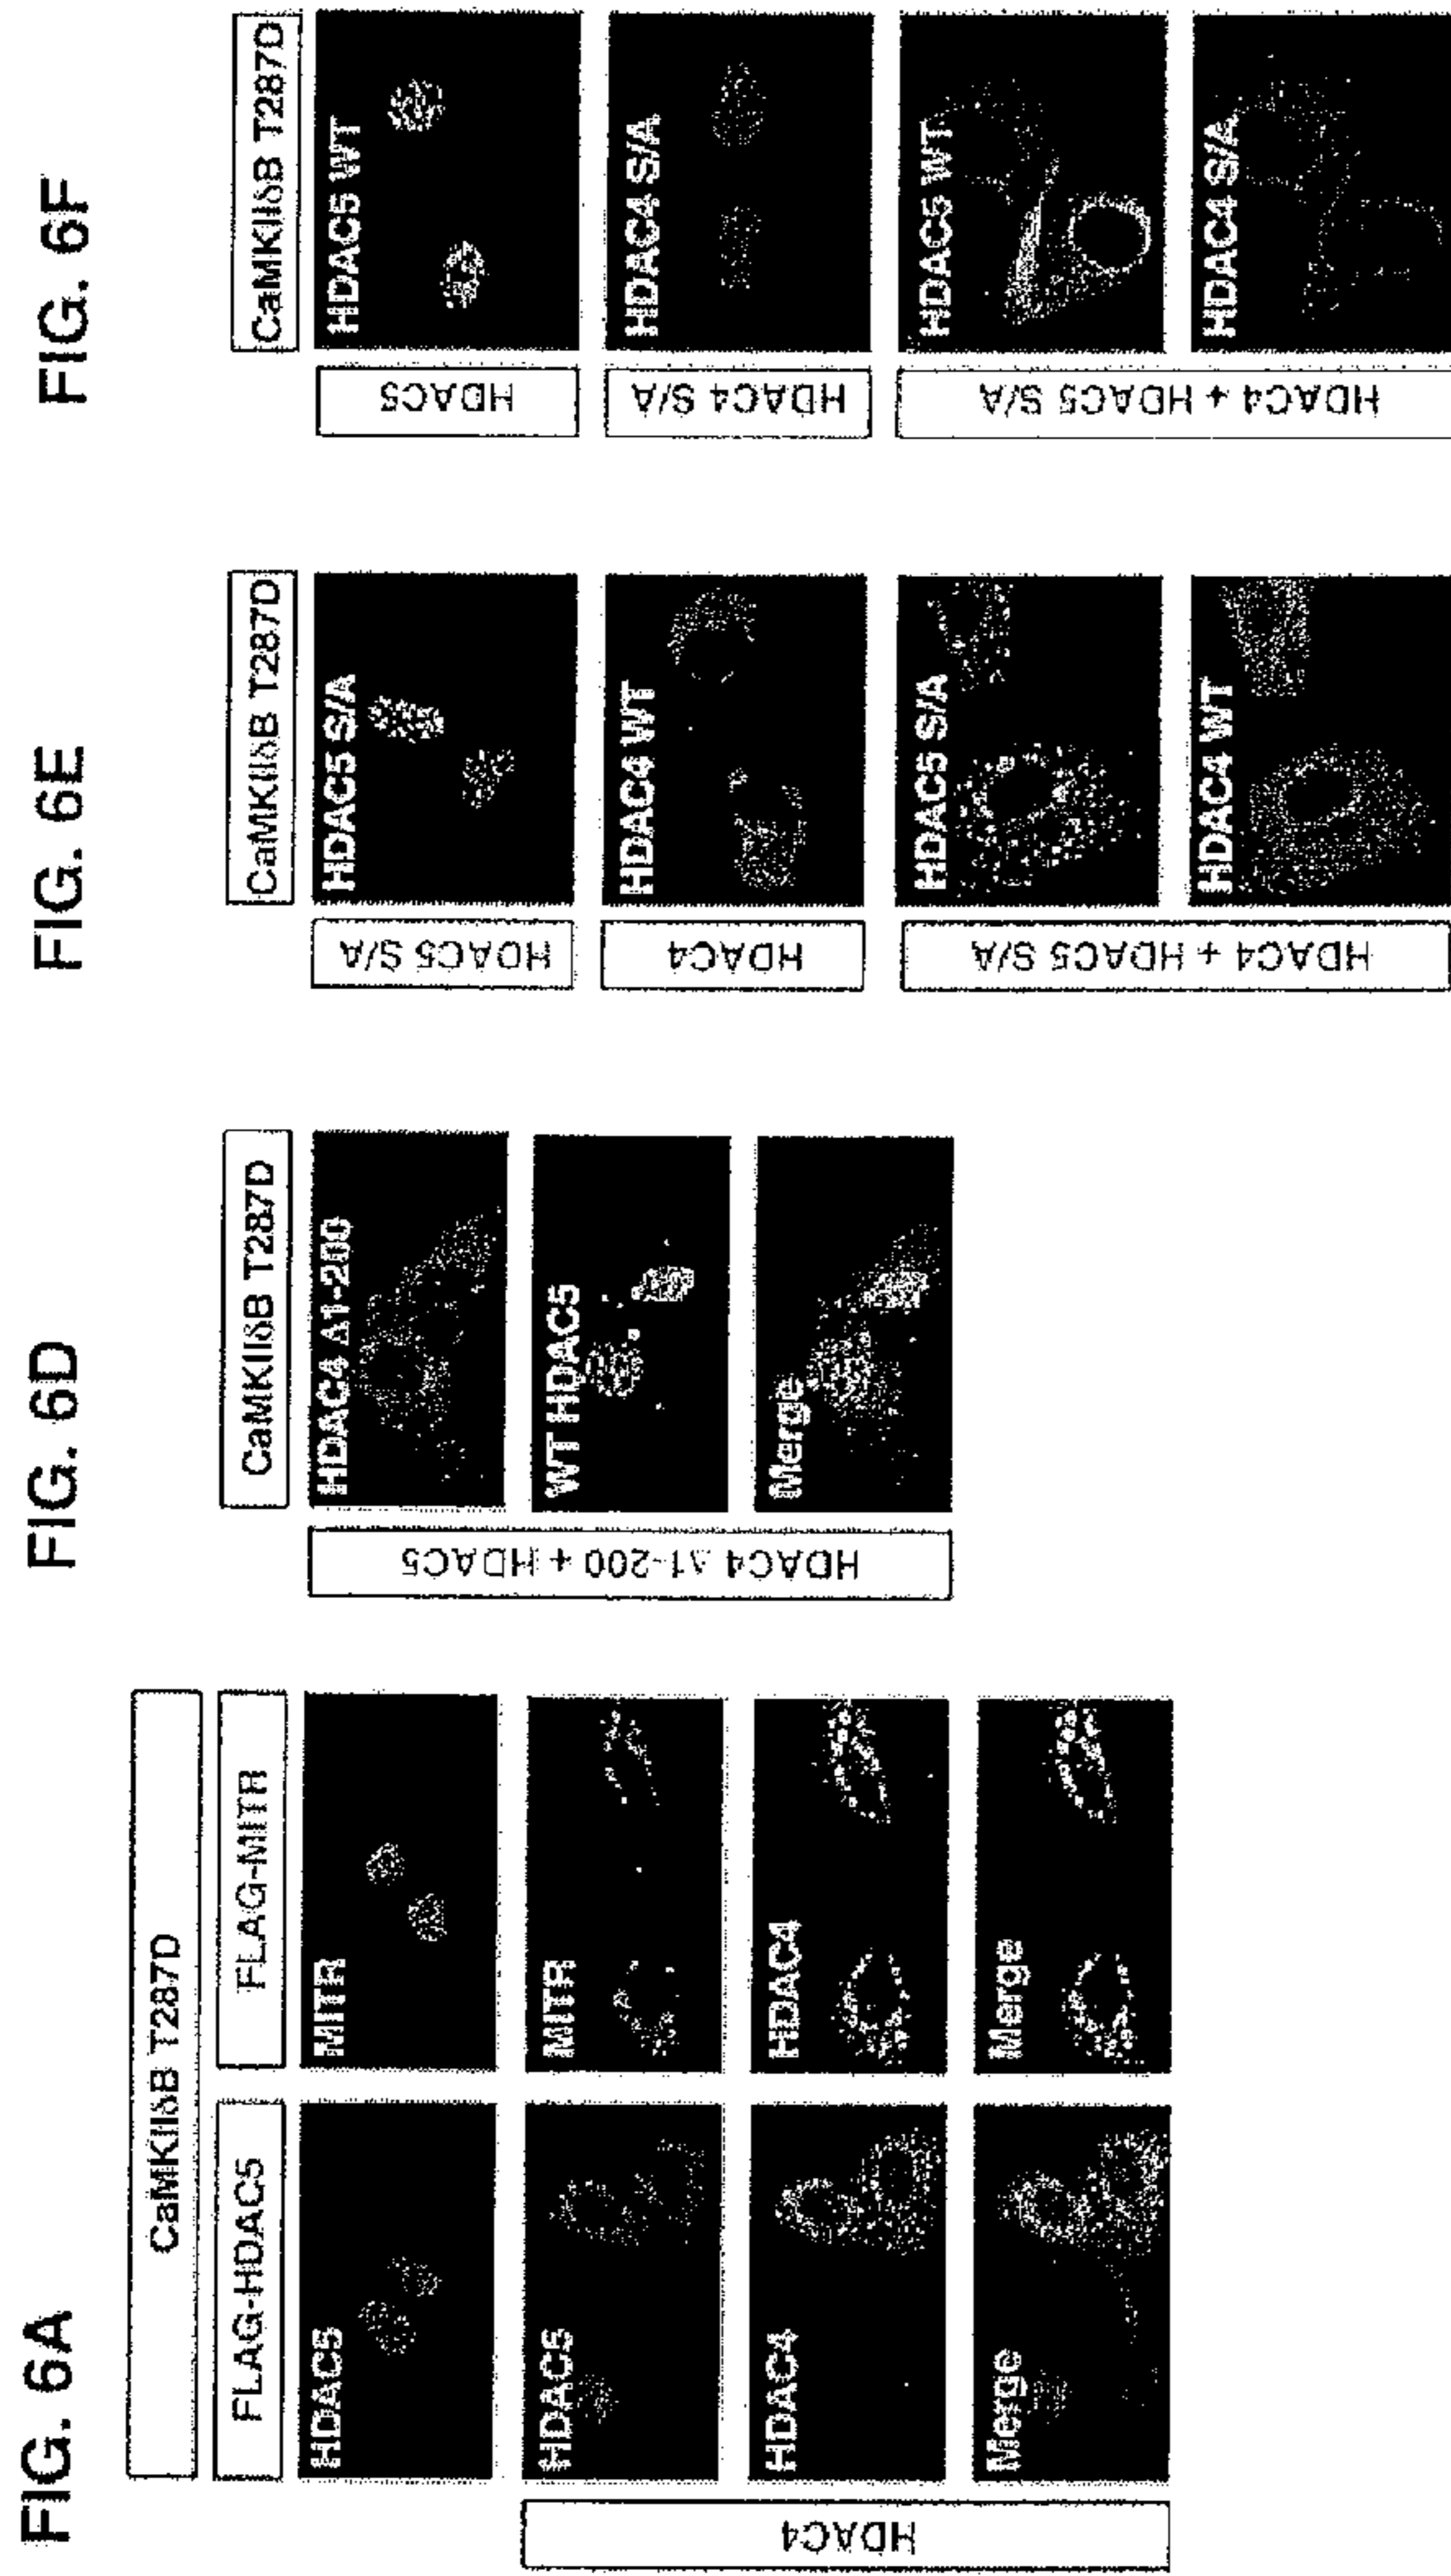 FIG. 6A
CaMKIIδB T287D
FLAG-HDAC5
FLAG-MITR
HDAC5
MITR
HDAC4
HDAC5
MITR
HDAC4
HDAC4
Merge
Merge
FIG. 6D
CaMKIIδB T287D
HDAC4 Δ1-200 + HDAC5
HDAC4 Δ1-200
WT HDAC5
Merge
FIG. 6E
CaMKIIδB T287D
HDAC5 S/A
HDAC5 S/A
HDAC4
HDAC4 WT
HDAC4 + HDAC5 S/A
HDAC5 S/A
HDAC4 WT
FIG. 6F
CaMKIIδB T287D
HDAC5
HDAC5 WT
HDAC4 S/A
HDAC4 S/A
HDAC4 + HDAC5 S/A
HDAC5 WT
HDAC4 S/A